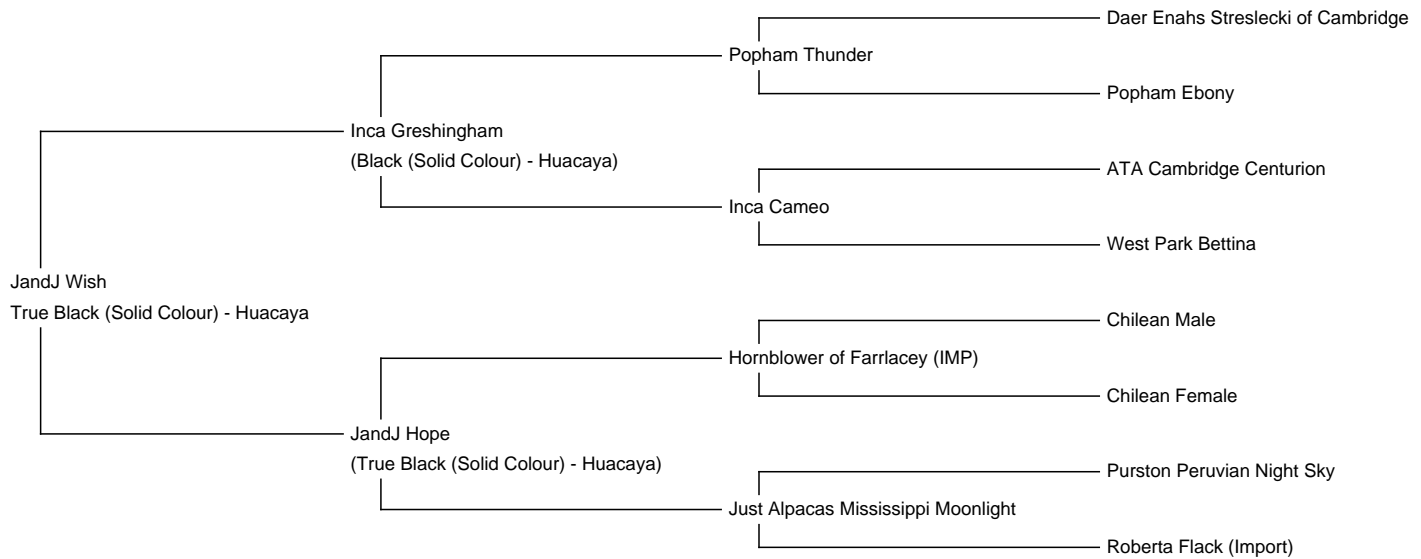 Daer Enahs Streslecki of Cambridge
Popham Thunder
Popham Ebony
Inca Greshingham
(Black (Solid Colour) - Huacaya)
ATA Cambridge Centurion
Inca Cameo
West Park Bettina
JandJ Wish
True Black (Solid Colour) - Huacaya
Chilean Male
Hornblower of Farrlacey (IMP)
Chilean Female
JandJ Hope
(True Black (Solid Colour) - Huacaya)
Purston Peruvian Night Sky
Just Alpacas Mississippi Moonlight
Roberta Flack (Import)